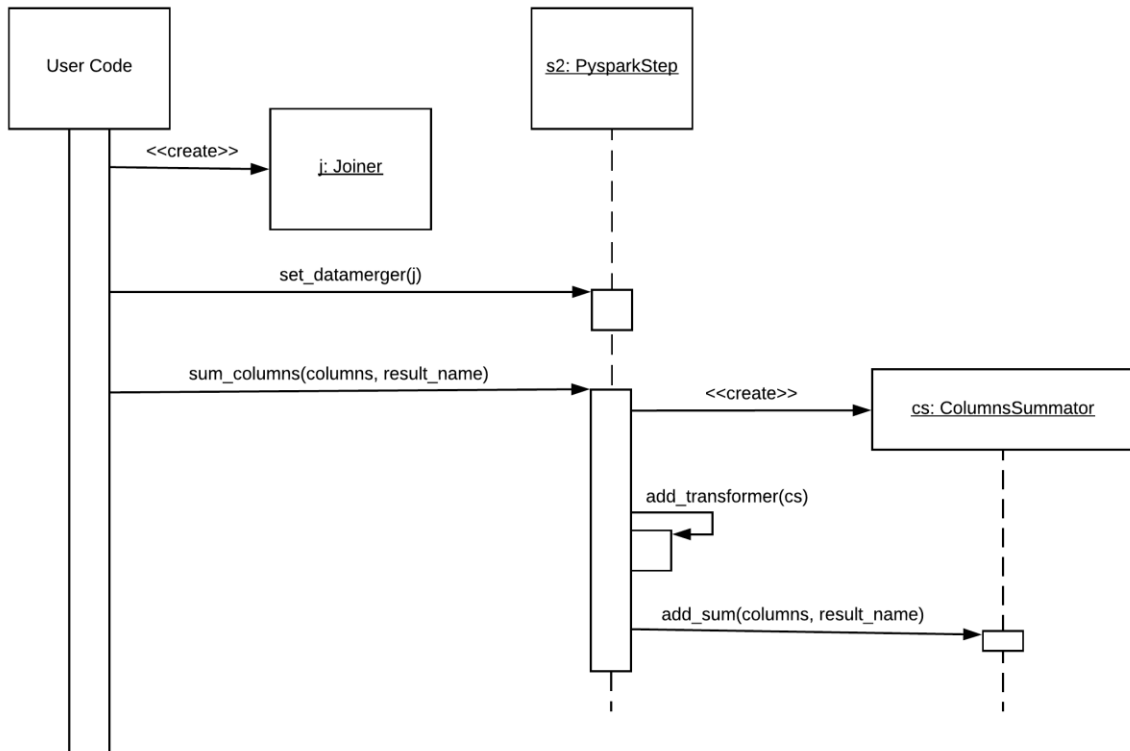 User Code
s2: PysparkStep
<<create>>
j: Joiner
set_datamerger(j)
sum_columns(columns, result_name)
<<create>>
cs: ColumnsSummator
add_transformer(cs)
add_sum(columns, result_name)